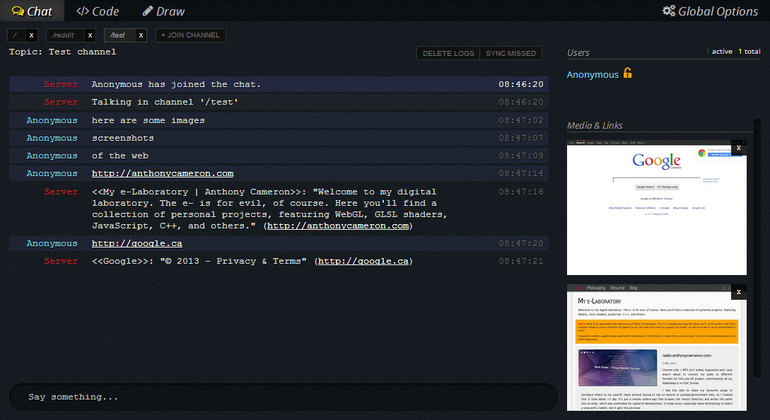 Chat
Code
Draw
Global Options
/ x
/reddit x
/test x
+ JOIN CHANNEL
Topic: Test channel
DELETE LOGS
SYNC MISSED
Server Anonymous has joined the chat. 08:46:20
Server Talking in channel '/test' 08:46:20
Anonymous here are some images 08:47:02
Anonymous screenshots 08:47:07
Anonymous of the web 08:47:09
Anonymous http://anthonycameron.com 08:47:14
Server <<My e-Laboratory | Anthony Cameron>>: "Welcome to my digital 08:47:16
laboratory. The e- is for evil, of course. Here you'll find a
collection of personal projects, featuring WebGL, GLSL shaders,
JavaScript, C++, and others." (http://anthonycameron.com)
Anonymous http://google.ca 08:47:20
Server <<Google>>: "© 2013 - Privacy & Terms" (http://google.ca) 08:47:21
Say something...
Users
1 active 1 total
Anonymous
Media & Links
x
Google
Google Search
I'm Feeling Lucky
x
Philosophy Resume Blog
My e-Laboratory
radio.anthonycameron.com